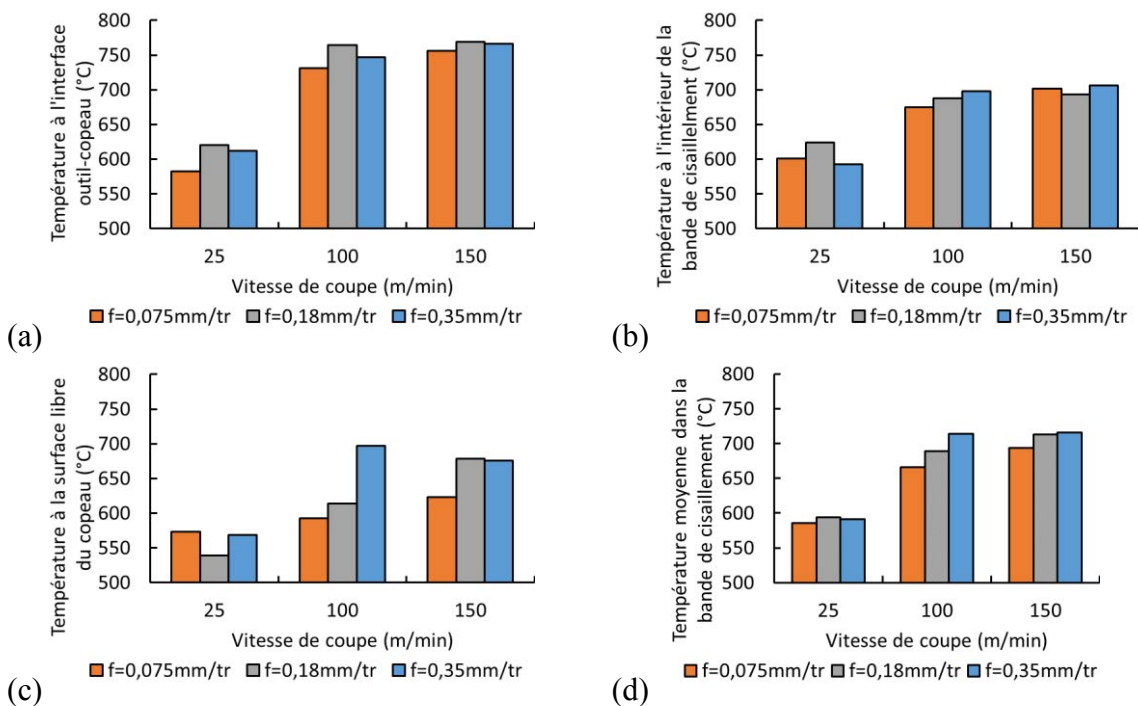 Température à l'interface
outil-copeau (°C)
800
750
700
650
600
550
500
25 100 150
Vitesse de coupe (m/min)
f=0,075mm/tr f=0,18mm/tr f=0,35mm/tr
(a)
Température à l'intérieur de la
bande de cisaillelment (°C)
800
750
700
650
600
550
500
25 100 150
Vitesse de coupe (m/min)
f=0,075mm/tr f=0,18mm/tr f=0,35mm/tr
(b)
Température à la surface libre
du copeau (°C)
800
750
700
650
600
550
500
25 100 150
Vitesse de coupe (m/min)
f=0,075mm/tr f=0,18mm/tr f=0,35mm/tr
(c)
Température moyenne dans la
bande de cisaillement (°C)
800
750
700
650
600
550
500
25 100 150
Vitesse de coupe (m/min)
f=0,075mm/tr f=0,18mm/tr f=0,35mm/tr
(d)